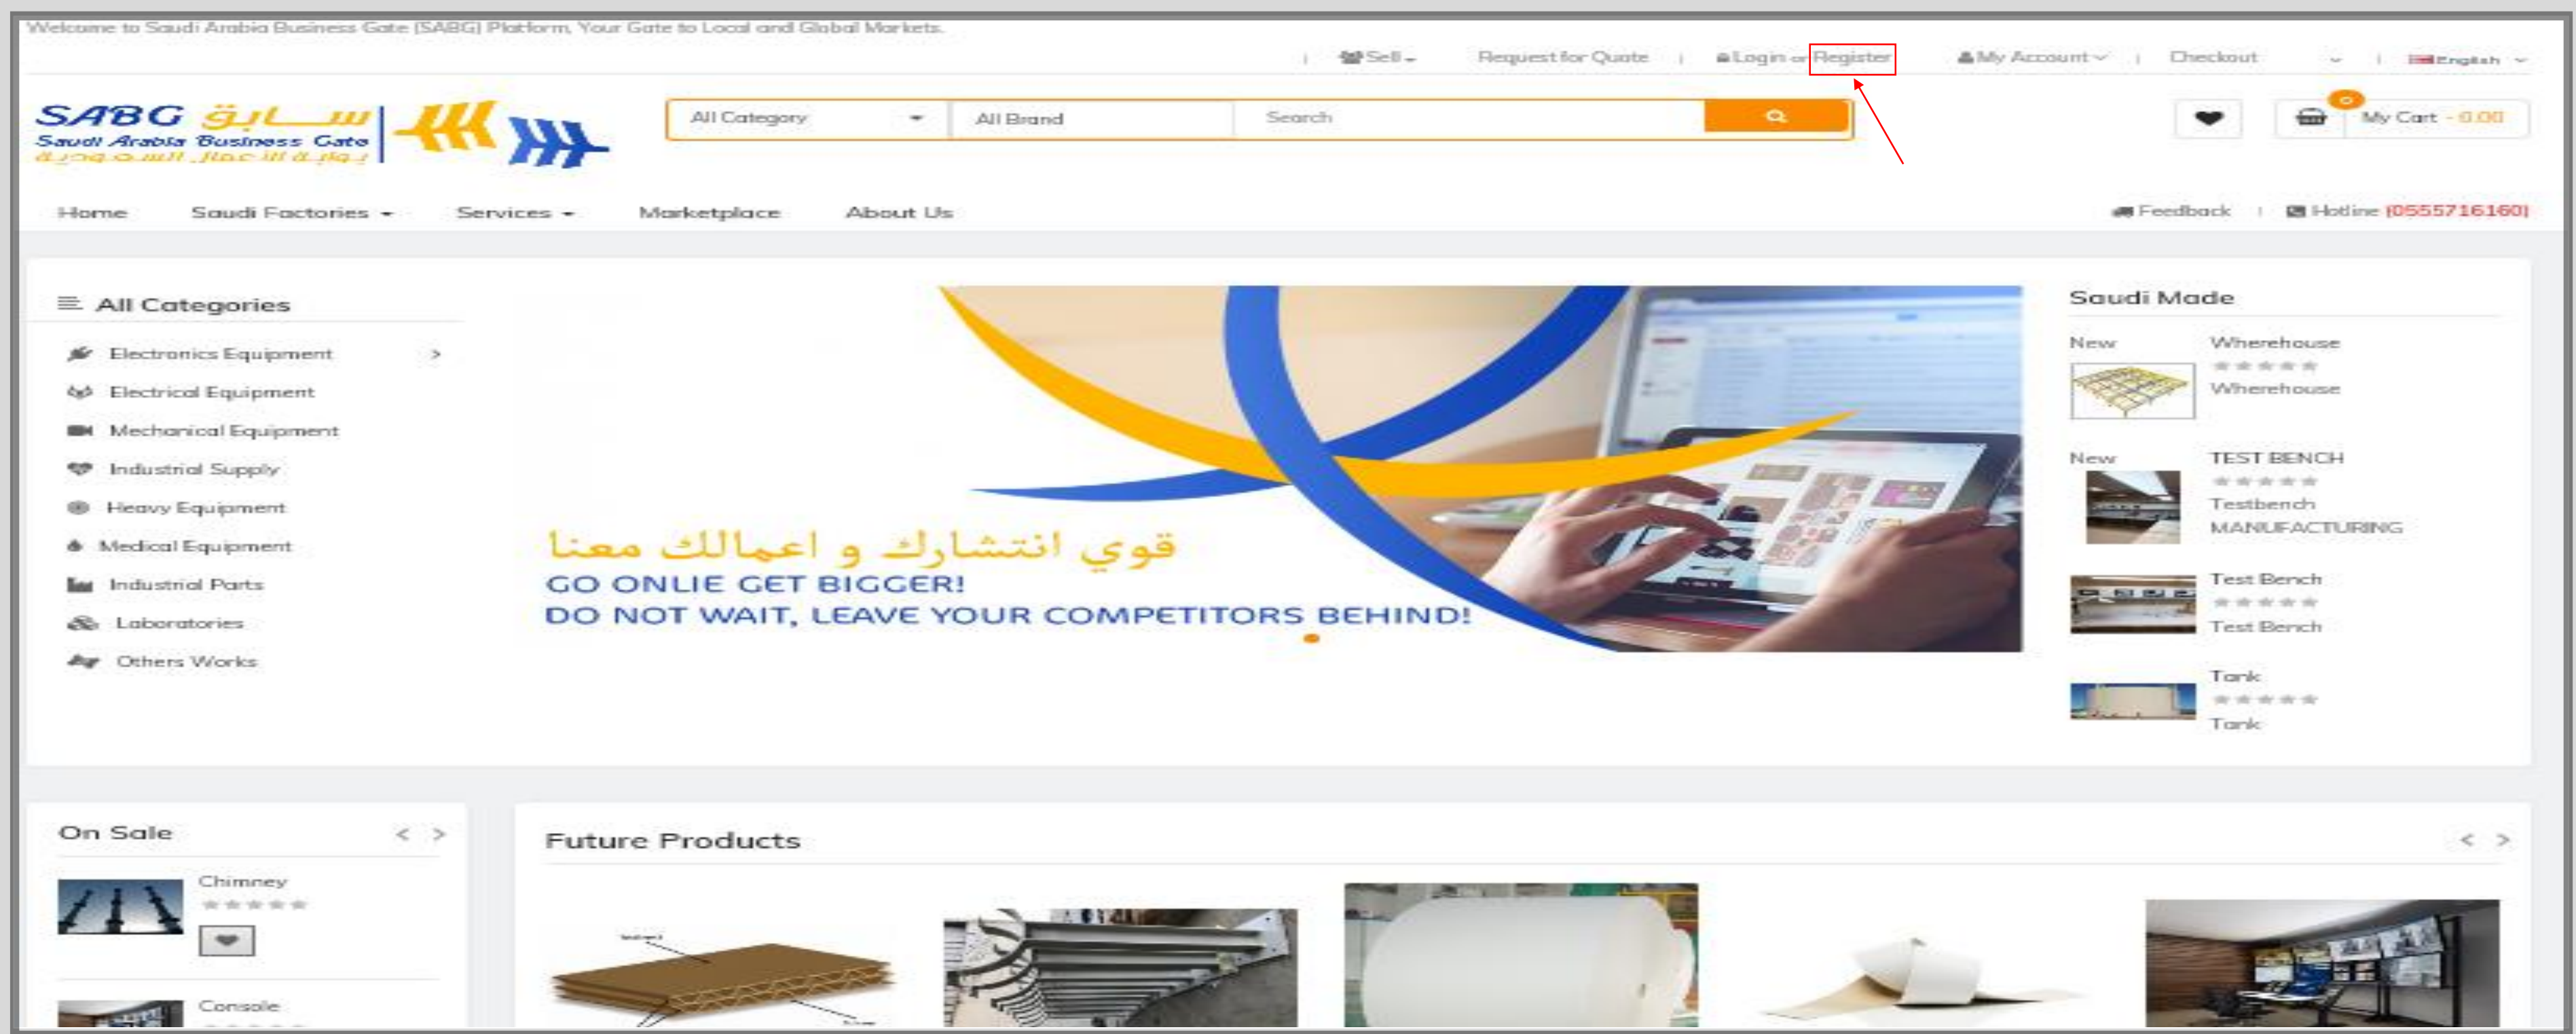 Welcome to Saudi Arabia Business Gate (SABG) Platform, Your Gate to Local and Global Markets.
Sell Request for Quote Login or Register My Account Checkout English
SABG سابق
Saudi Arabia Business Gate
بوابة الأعمال السعودية
All Category All Brand Search
0
My Cart - 0.00
Home Saudi Factories Services Marketplace About Us
Feedback Hotline (0555716160)
All Categories
Electronics Equipment
Electrical Equipment
Mechanical Equipment
Industrial Supply
Heavy Equipment
Medical Equipment
Industrial Parts
Laboratories
Others Works
قوي انتشارك و اعمالك معنا
GO ONLIE GET BIGGER!
DO NOT WAIT, LEAVE YOUR COMPETITORS BEHIND!
Saudi Made
New Wherehouse
Wherehouse
New TEST BENCH
Testbench
MANUFACTURING
Test Bench
Test Bench
Tank
Tank
On Sale
Chimney
Console
Future Products